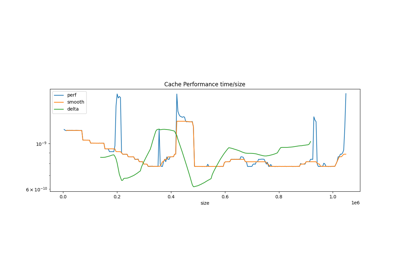 Cache Performance time/size
perf
smooth
delta
10⁻⁹
6 × 10⁻¹⁰
0.0 0.2 0.4 0.6 0.8 1.0
1e6
size